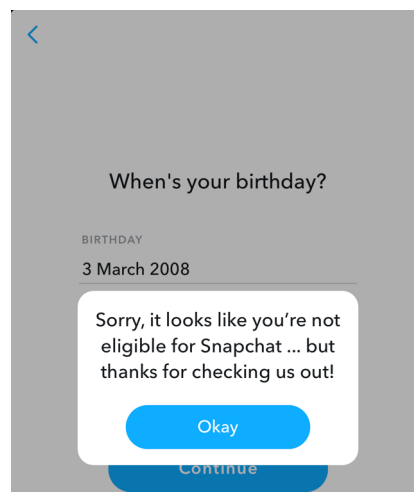 When's your birthday?
BIRTHDAY
3 March 2008
Sorry, it looks like you’re not
eligible for Snapchat ... but
thanks for checking us out!
Okay
Continue